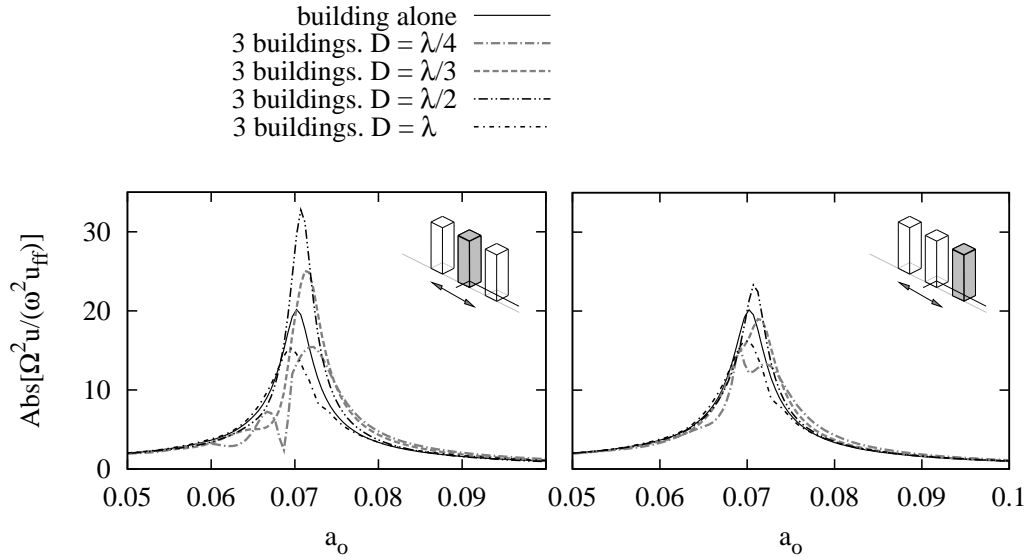 building alone
3 buildings. D = λ/4
3 buildings. D = λ/3
3 buildings. D = λ/2
3 buildings. D = λ
Abs[Ω²u/(ω²u_ff)]
30
20
10
0
0.05 0.06 0.07 0.08 0.09 0.05 0.06 0.07 0.08 0.09 0.1
a_o a_o